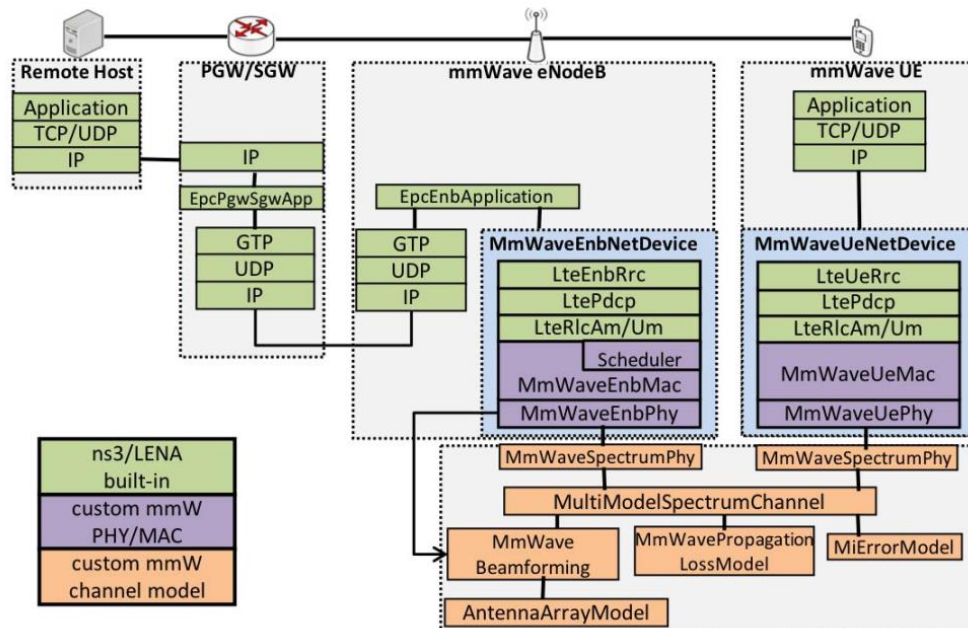 Remote Host
PGW/SGW
mmWave eNodeB
mmWave UE
Application
TCP/UDP
IP
IP
EpcPgwSgwApp
GTP
UDP
IP
EpcEnbApplication
GTP
UDP
IP
MmWaveEnbNetDevice
LteEnbRrc
LtePdcp
LteRlcAm/Um
Scheduler
MmWaveEnbMac
MmWaveEnbPhy
Application
TCP/UDP
IP
MmWaveUeNetDevice
LteUeRrc
LtePdcp
LteRlcAm/Um
MmWaveUeMac
MmWaveUePhy
MmWaveSpectrumPhy
MmWaveSpectrumPhy
MultiModelSpectrumChannel
MmWave
Beamforming
MmWavePropagation
LossModel
MiErrorModel
AntennaArrayModel
ns3/LENA
built-in
custom mmW
PHY/MAC
custom mmW
channel model